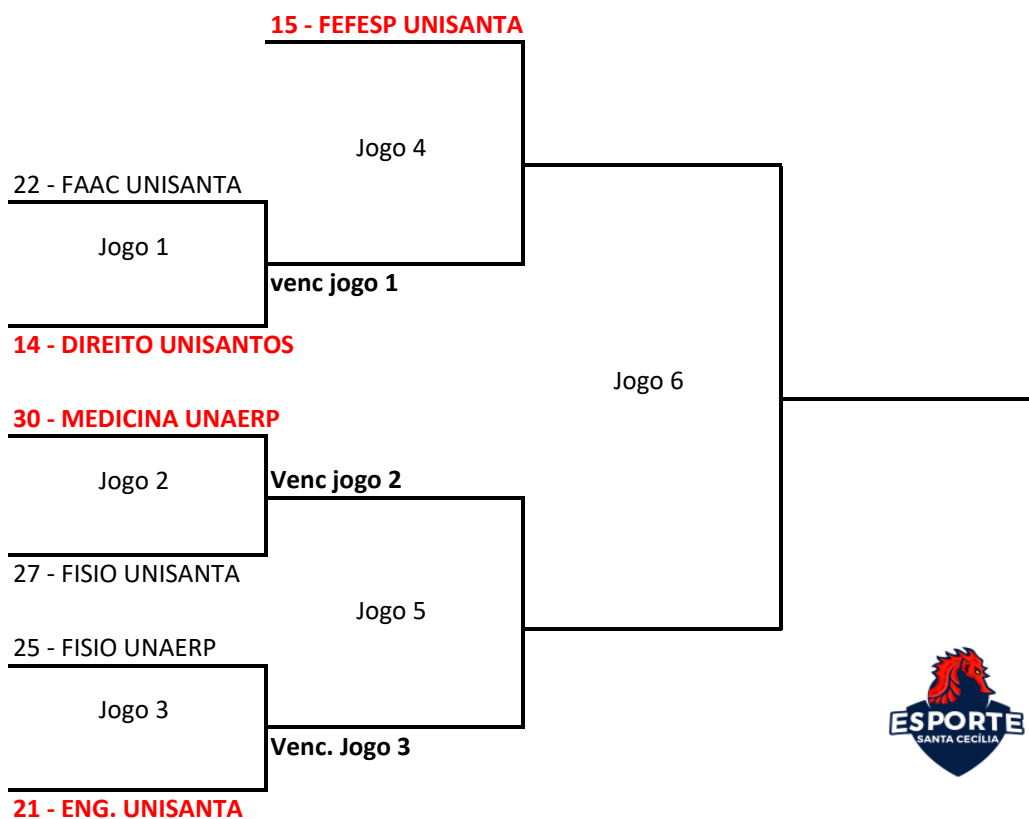 15 - FEFESP UNISANTA
Jogo 4
22 - FAAC UNISANTA
Jogo 1
venc jogo 1
14 - DIREITO UNISANTOS
Jogo 6
30 - MEDICINA UNAERP
Jogo 2
Venc jogo 2
27 - FISIO UNISANTA
Jogo 5
25 - FISIO UNAERP
Jogo 3
Venc. Jogo 3
21 - ENG. UNISANTA
ESPORTE
SANTA CECÍLIA